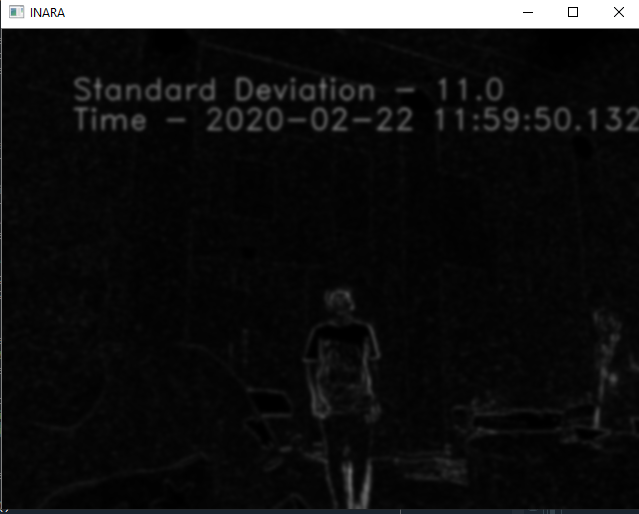 INARA
Standard Deviation - 11.0
Time - 2020-02-22 11:59:50.132